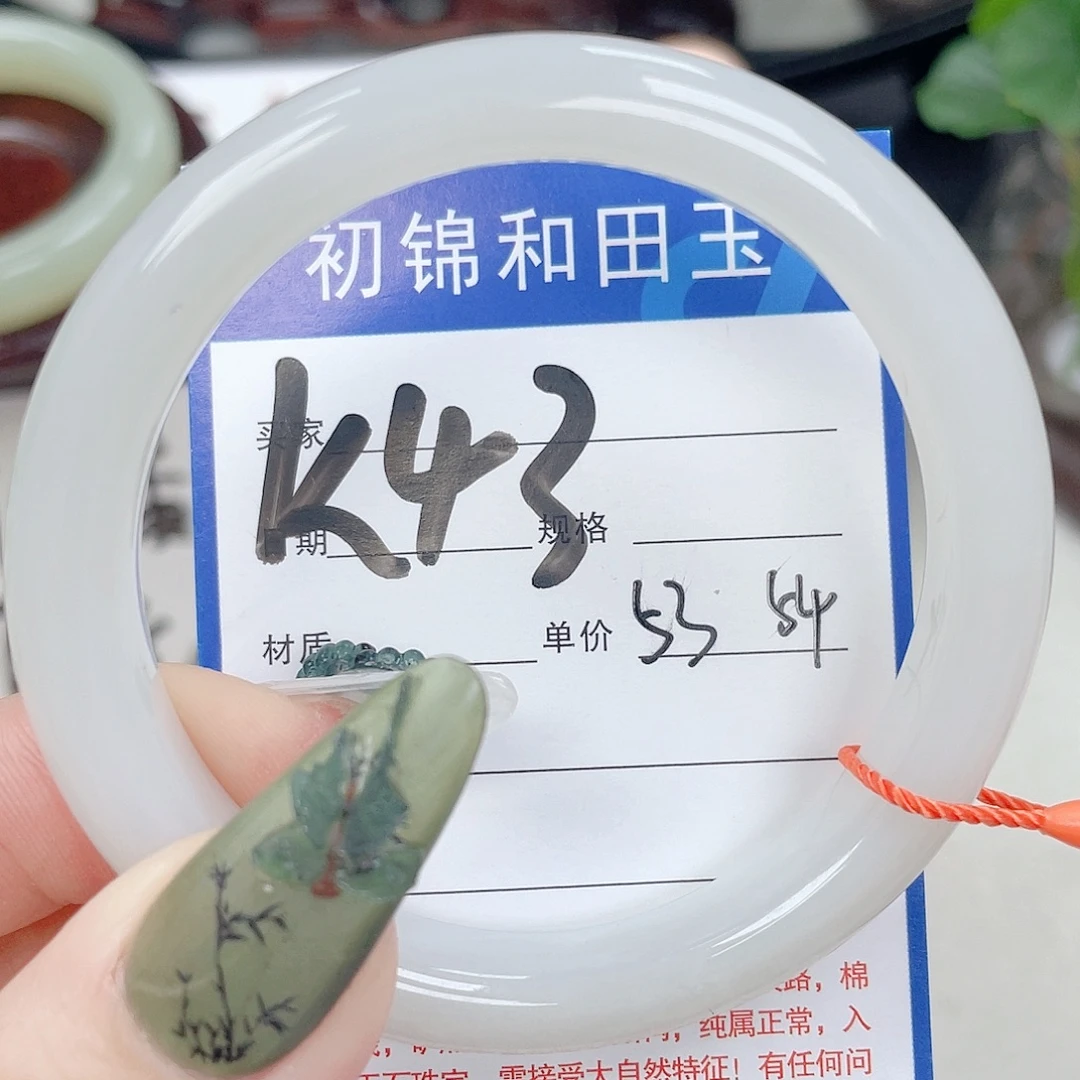 初锦和田玉
K43
买家
日期 规格
材质 单价 53 54
路，棉
纯属正常，入
需接受大自然特征！有任何问